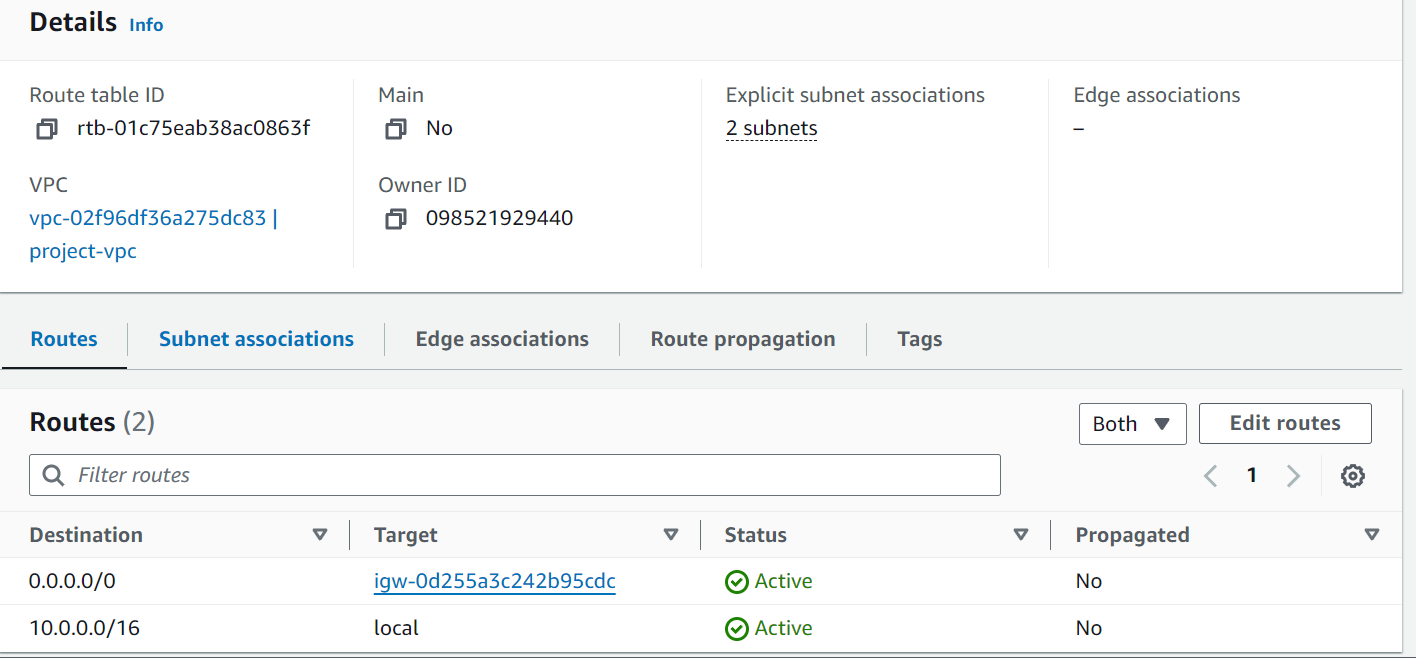 Details Info
Route table ID
rtb-01c75eab38ac0863f
Main
No
Explicit subnet associations
2 subnets
Edge associations
–
VPC
vpc-02f96df36a275dc83 |
project-vpc
Owner ID
098521929440
Routes
Subnet associations
Edge associations
Route propagation
Tags
Routes (2)
Both
Edit routes
Filter routes
1
Destination Target Status Propagated
0.0.0.0/0 igw-0d255a3c242b95cdc Active No
10.0.0.0/16 local Active No